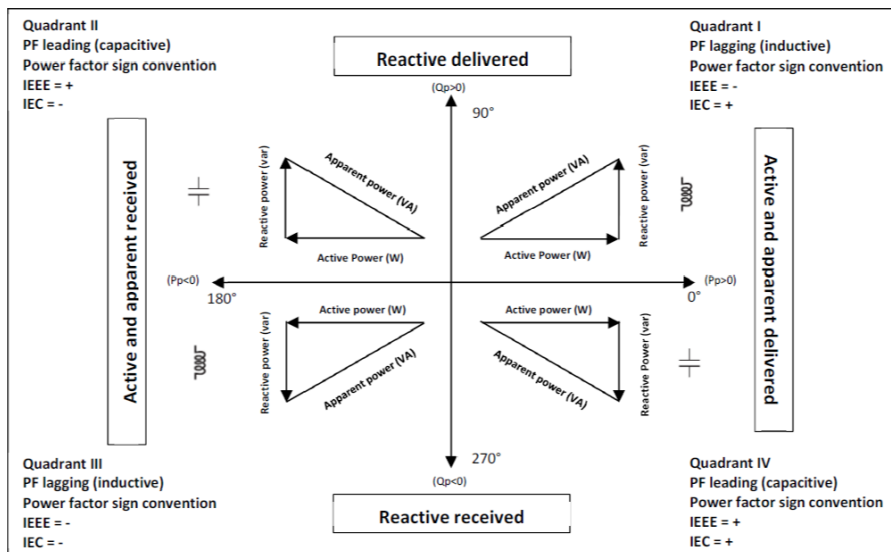 Quadrant II
PF leading (capacitive)
Power factor sign convention
IEEE = +
IEC = -
Reactive delivered
(Qp>0)
90°
Quadrant I
PF lagging (inductive)
Power factor sign convention
IEEE = -
IEC = +
Active and apparent received
Reactive power (var)
Apparent power (VA)
Active Power (W)
Apparent power (VA)
Reactive power (var)
Active Power (W)
Active and apparent delivered
(Pp<0)
180°
(Pp>0)
0°
Active power (W)
Reactive power (var)
Apparent power (VA)
Active power (W)
Reactive Power (var)
Apparent power (VA)
Quadrant III
PF lagging (inductive)
Power factor sign convention
IEEE = -
IEC = -
270°
(Qp<0)
Reactive received
Quadrant IV
PF leading (capacitive)
Power factor sign convention
IEEE = +
IEC = +